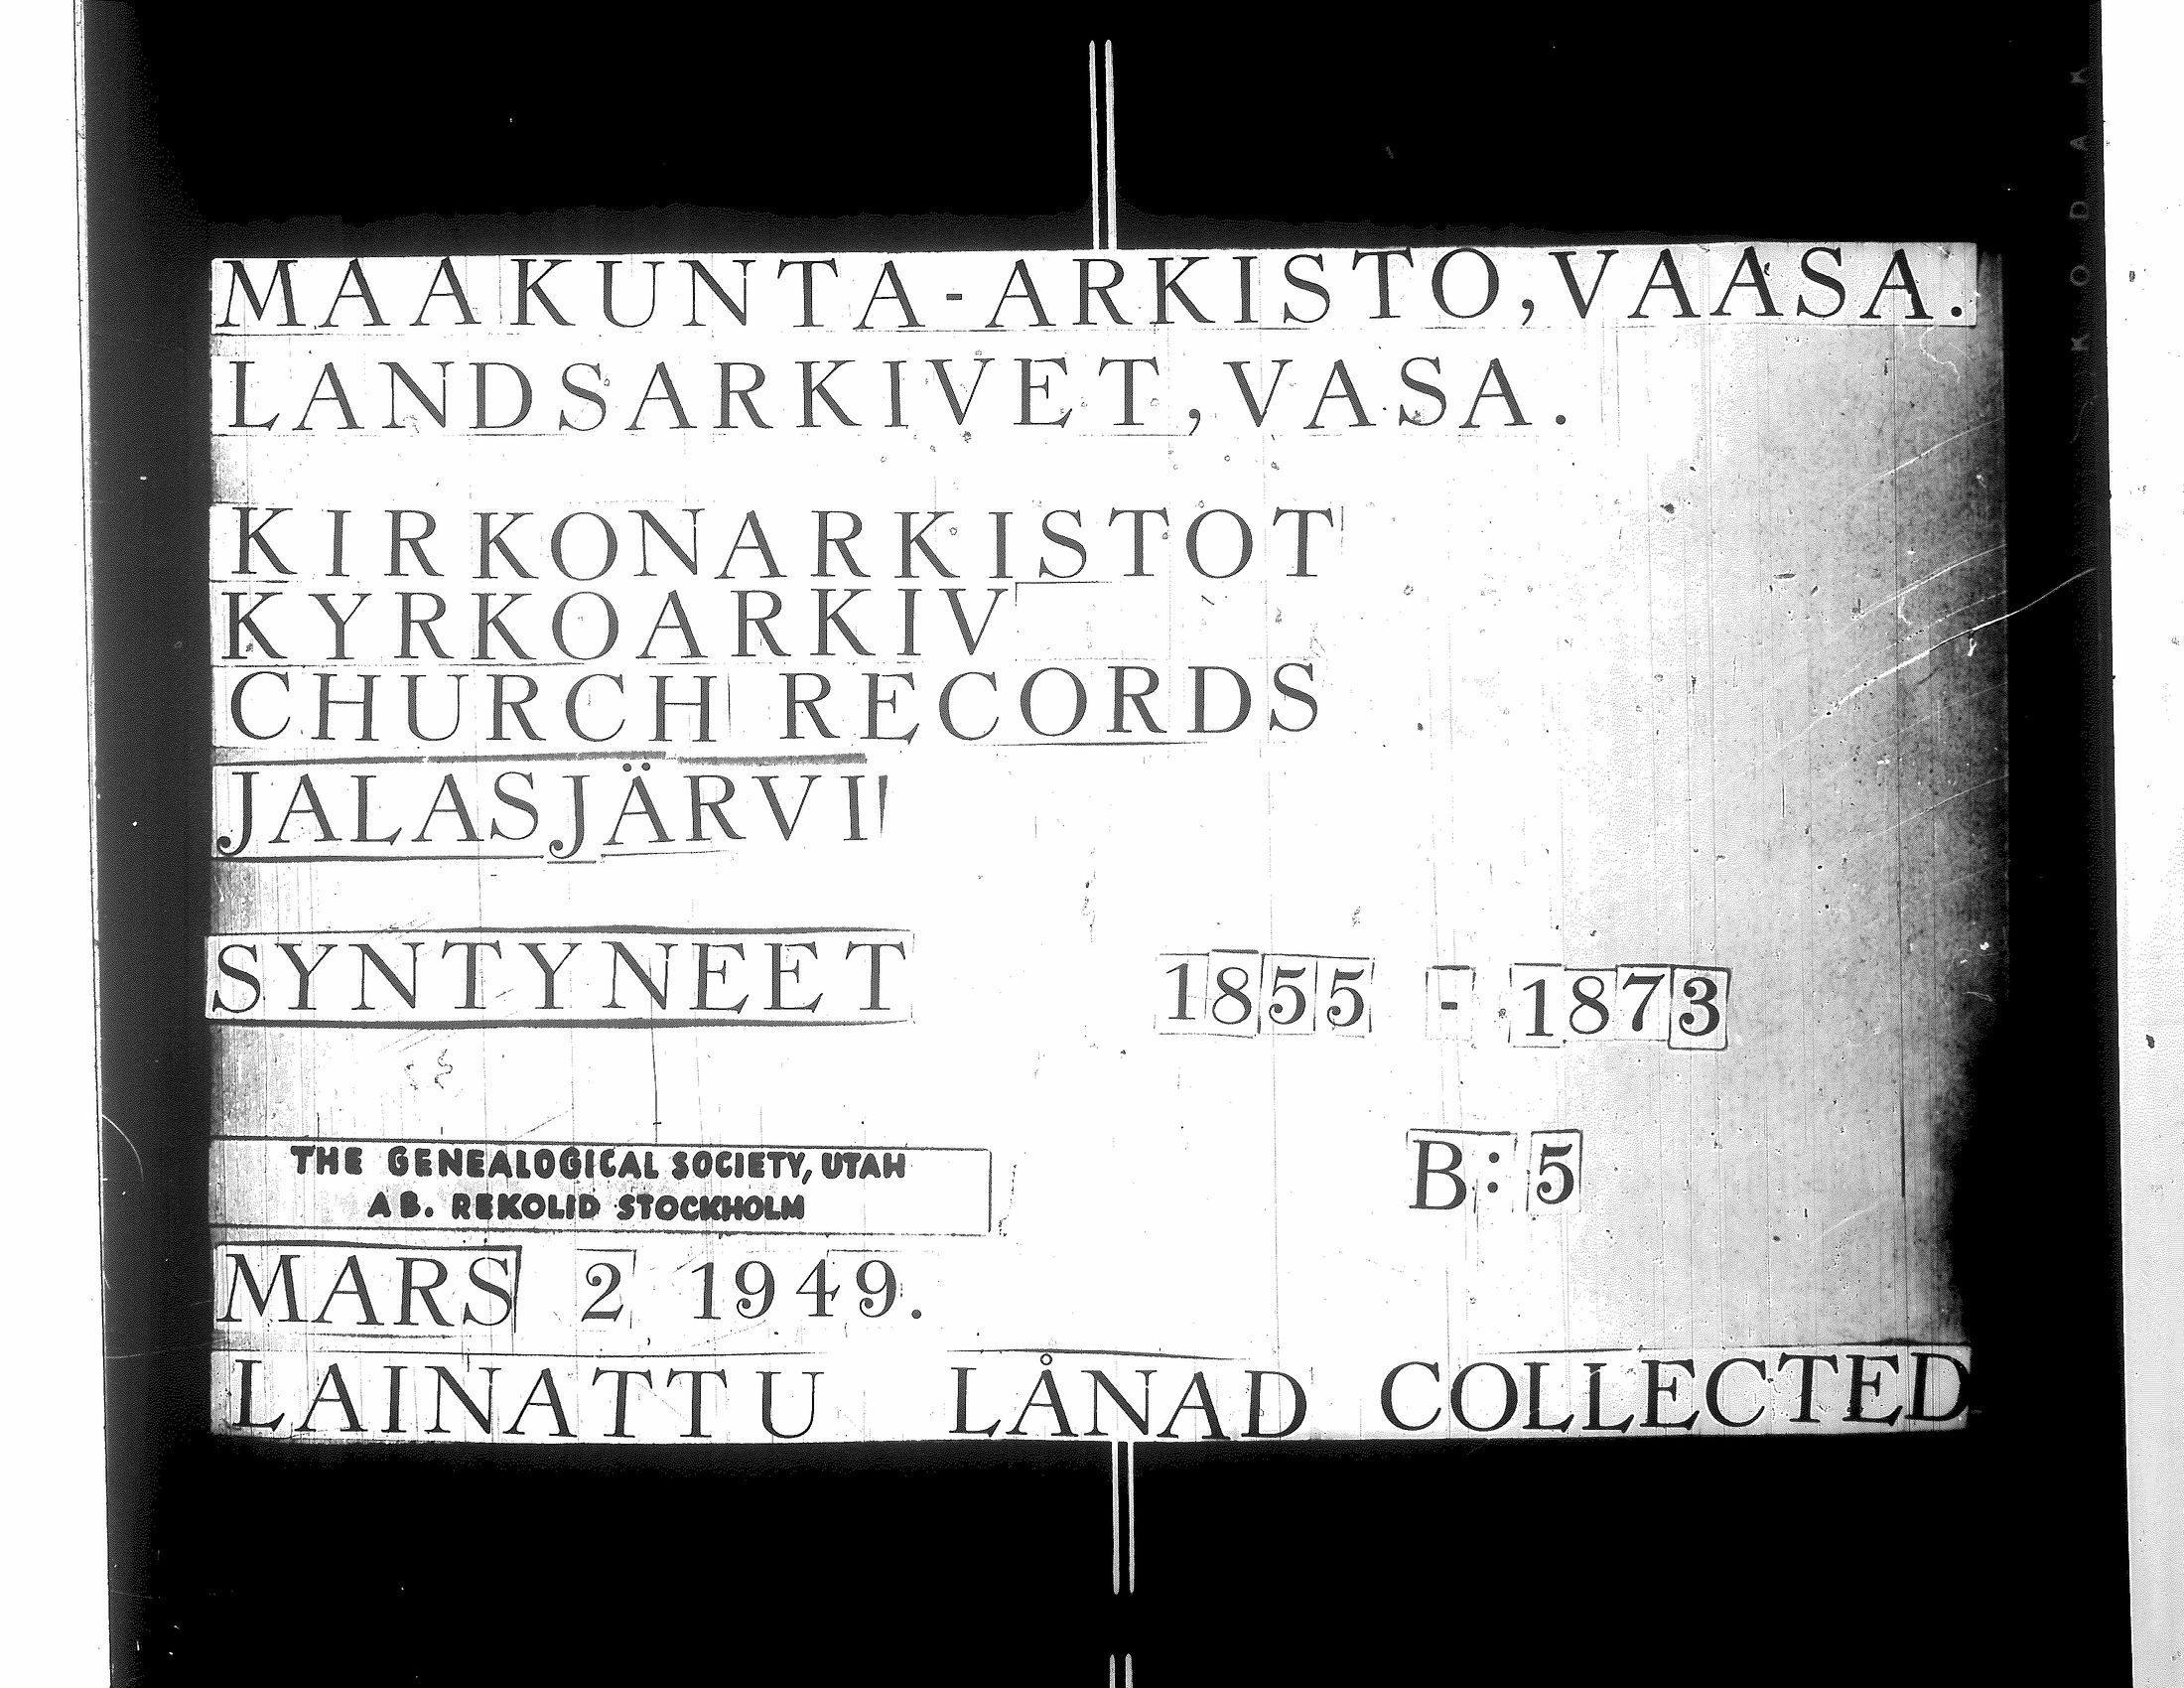 MAAKUNTA-ARKISTO, VAASA.
LANDSARKIVET, VASA.
KIRKONARKISTOT
KYRKOARKIV
CHURCH RECORDS
JALASJÄRVI
SYNTYNEET 1855 - 1873
THE GENEALOGICAL SOCIETY, UTAH
AB. REKOLID STOCKHOLM
B: 5
MARS 2 1949.
LAINATTU LÅNAD COLLECTED
KODAK